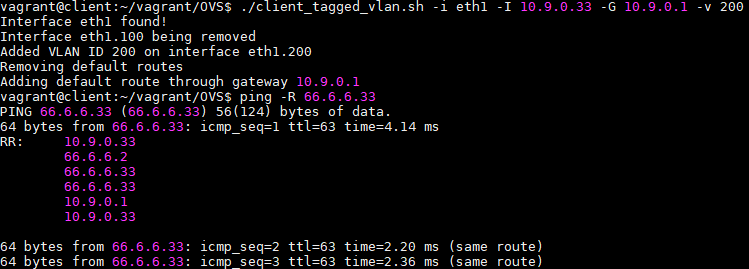 vagrant@client:~/vagrant/OVS$ ./client_tagged_vlan.sh -i eth1 -I 10.9.0.33 -G 10.9.0.1 -v 200
Interface eth1 found!
Interface eth1.100 being removed
Added VLAN ID 200 on interface eth1.200
Removing default routes
Adding default route through gateway 10.9.0.1
vagrant@client:~/vagrant/OVS$ ping -R 66.6.6.33
PING 66.6.6.33 (66.6.6.33) 56(124) bytes of data.
64 bytes from 66.6.6.33: icmp_seq=1 ttl=63 time=4.14 ms
RR: 10.9.0.33
66.6.6.2
66.6.6.33
66.6.6.33
10.9.0.1
10.9.0.33
64 bytes from 66.6.6.33: icmp_seq=2 ttl=63 time=2.20 ms (same route)
64 bytes from 66.6.6.33: icmp_seq=3 ttl=63 time=2.36 ms (same route)